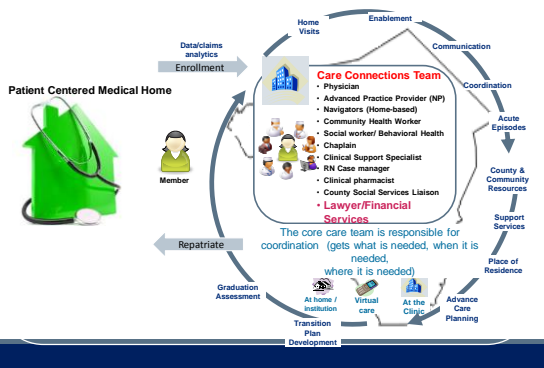 Home
Visits
Enablement
Data/claims
analytics
Communication
Enrollment
Care Connections Team
Patient Centered Medical Home
• Physician
• Advanced Practice Provider (NP)
• Navigators (Home-based)
• Community Health Worker
• Social worker/ Behavioral Health
• Chaplain
• Clinical Support Specialist
• RN Case manager
• Clinical pharmacist
• County Social Services Liaison
• Lawyer/Financial
Services
Coordination
Acute
Episodes
Member
County &
Community
Resources
Support
Services
The core care team is responsible for
coordination (gets what is needed, when it is
needed,
where it is needed)
Repatriate
Place of
Residence
Graduation
Assessment
At home /
institution
Virtual
care
At the
Clinic
Advance
Care
Planning
Transition
Plan
Development